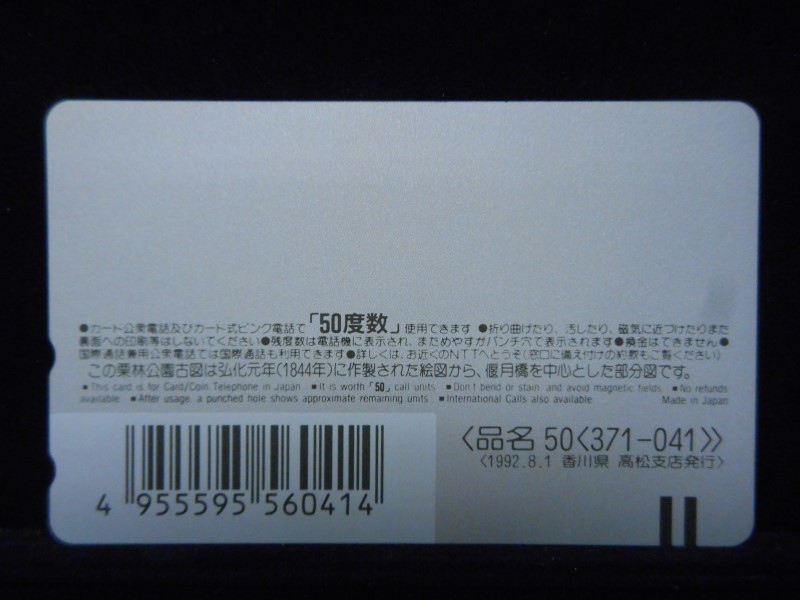 ●カード公衆電話及びカード式ピンク電話で「50度数」使用できます ●折り曲げたり、汚したり、磁気に近づけたりまた
裏面への印刷等はしないでください●残度数は電話機に表示され、まためやすがパンチ穴で表示されます●換金はできません●
国際通話兼用公衆電話では国際通話も利用できます●詳しくは、お近くのNTTへどうぞ(窓口に備え付けの約款もご覧ください)
この栗林公園古図は弘化元年(1844年)に作製された絵図から、偃月橋を中心とした部分図です。
■This card is for Card/Coin Telephone in Japan ■It is worth「50」call units ■Don't bend or stain and avoid magnetic fields ■No refunds
available ■After usage, a punched hole shows approximate remaining units ■International Calls also available Made in Japan
〈品名 50〈371-041〉〉
〈1992.8.1 香川県 高松支店発行〉
4 955595 560414